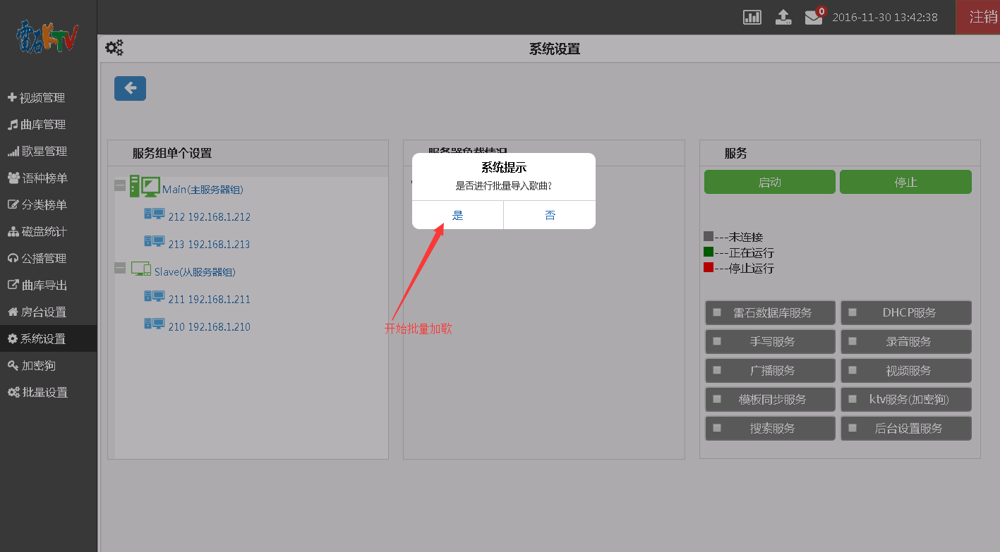 雷石KTV
0
2016-11-30 13:42:38
注销
系统设置
视频管理
曲库管理
歌星管理
语种榜单
分类榜单
磁盘统计
公播管理
曲库导出
房台设置
系统设置
加密狗
批量设置
服务组单个设置
Main(主服务器组)
212 192.168.1.212
213 192.168.1.213
Slave(从服务器组)
211 192.168.1.211
210 192.168.1.210
服务器负载情况
系统提示
是否进行批量导入歌曲?
是
否
开始批量加歌
服务
启动
停止
---未连接
---正在运行
---停止运行
雷石数据库服务
DHCP服务
手写服务
录音服务
广播服务
视频服务
模板同步服务
ktv服务(加密狗)
搜索服务
后台设置服务